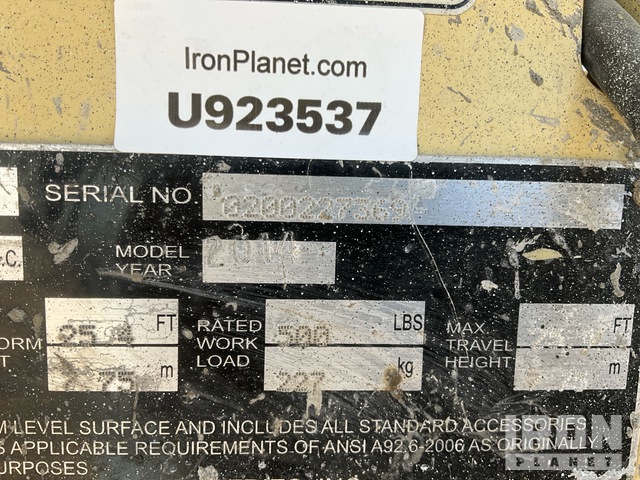 IronPlanet.com
U923537
SERIAL NO 0200227369
MODEL YEAR 2014
FT RATED WORK LOAD 500 LBS MAX TRAVEL HEIGHT FT
m 227 kg m
LEVEL SURFACE AND INCLUDES ALL STANDARD ACCESSORIES
APPLICABLE REQUIREMENTS OF ANSI A92.6-2006 AS ORIGINALLY
PURPOSES
IRON PLANET